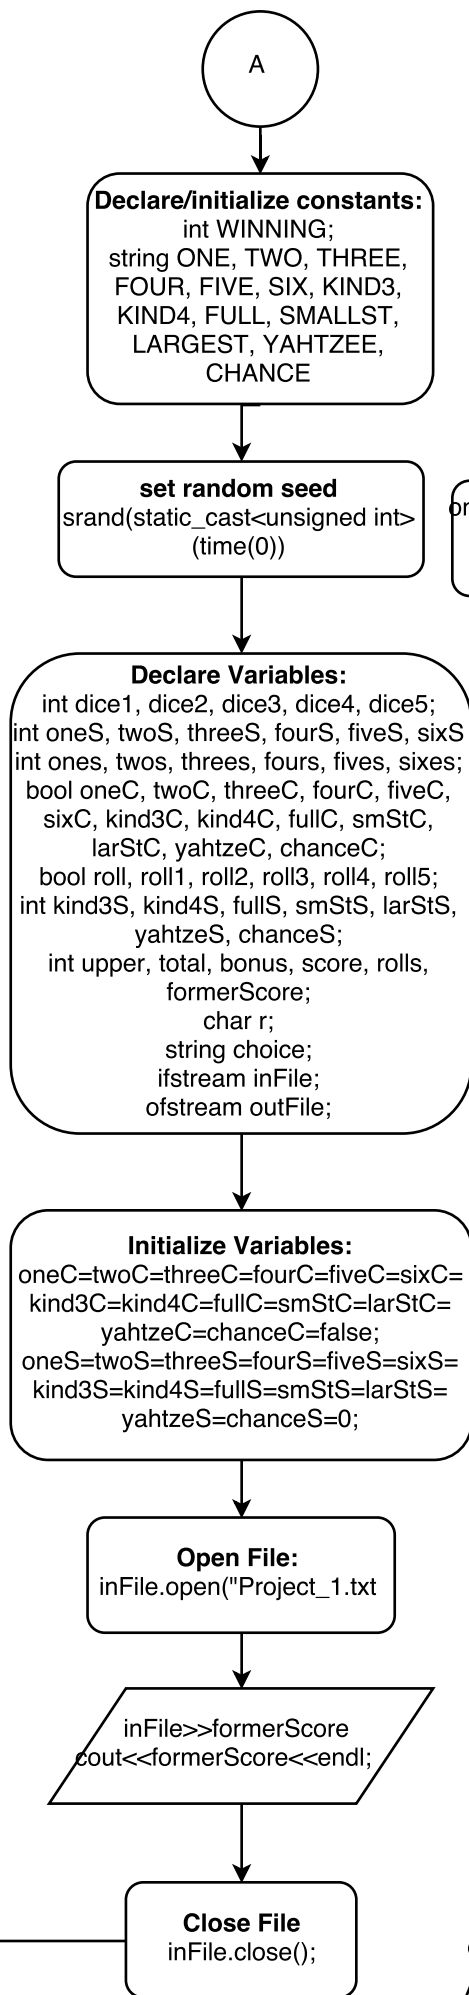 A
Declare/initialize constants:
int WINNING;
string ONE, TWO, THREE,
FOUR, FIVE, SIX, KIND3,
KIND4, FULL, SMALLST,
LARGEST, YAHTZEE,
CHANCE
set random seed
srand(static_cast<unsigned int>
(time(0))
Declare Variables:
int dice1, dice2, dice3, dice4, dice5;
int oneS, twoS, threeS, fourS, fiveS, sixS
int ones, twos, threes, fours, fives, sixes;
bool oneC, twoC, threeC, fourC, fiveC,
sixC, kind3C, kind4C, fullC, smStC,
larStC, yahtzeC, chanceC;
bool roll, roll1, roll2, roll3, roll4, roll5;
int kind3S, kind4S, fullS, smStS, larStS,
yahtzeS, chanceS;
int upper, total, bonus, score, rolls,
formerScore;
char r;
string choice;
ifstream inFile;
ofstream outFile;
Initialize Variables:
oneC=twoC=threeC=fourC=fiveC=sixC=
kind3C=kind4C=fullC=smStC=larStC=
yahtzeC=chanceC=false;
oneS=twoS=threeS=fourS=fiveS=sixS=
kind3S=kind4S=fullS=smStS=larStS=
yahtzeS=chanceS=0;
Open File:
inFile.open("Project_1.txt
inFile>>formerScore
cout<<formerScore<<endl;
Close File
inFile.close();